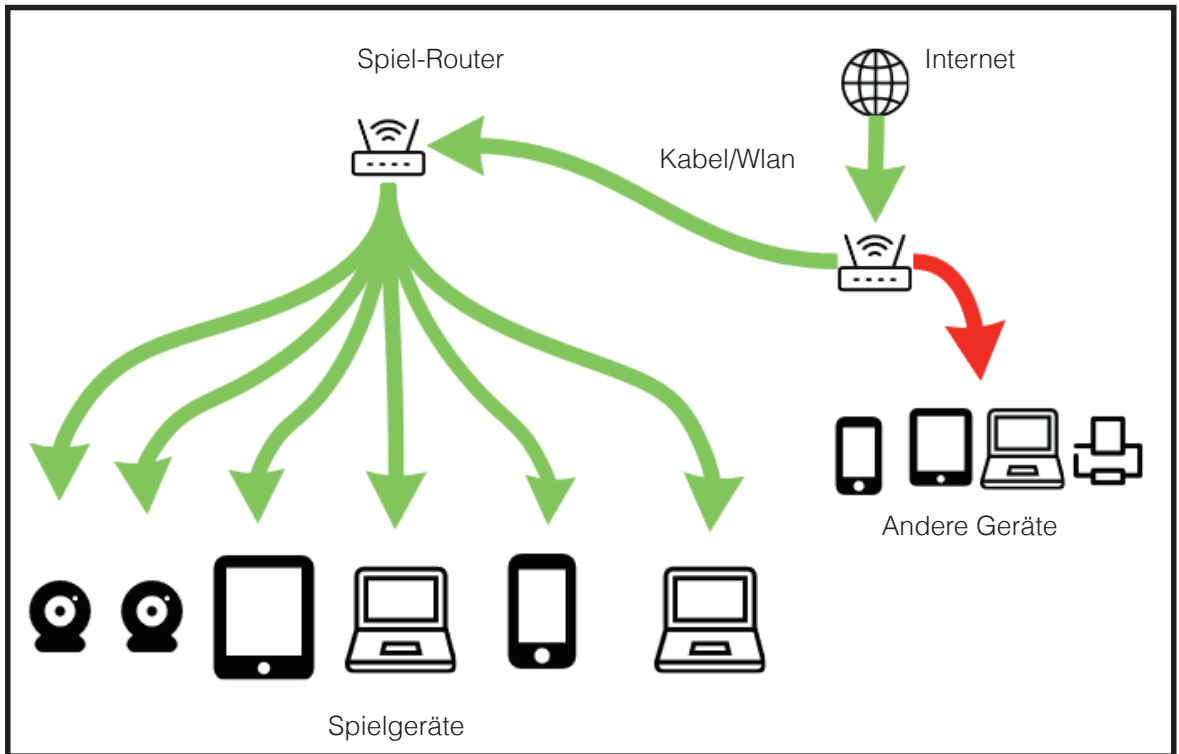 Spiel-Router
Internet
Kabel/Wlan
Andere Geräte
Spielgeräte